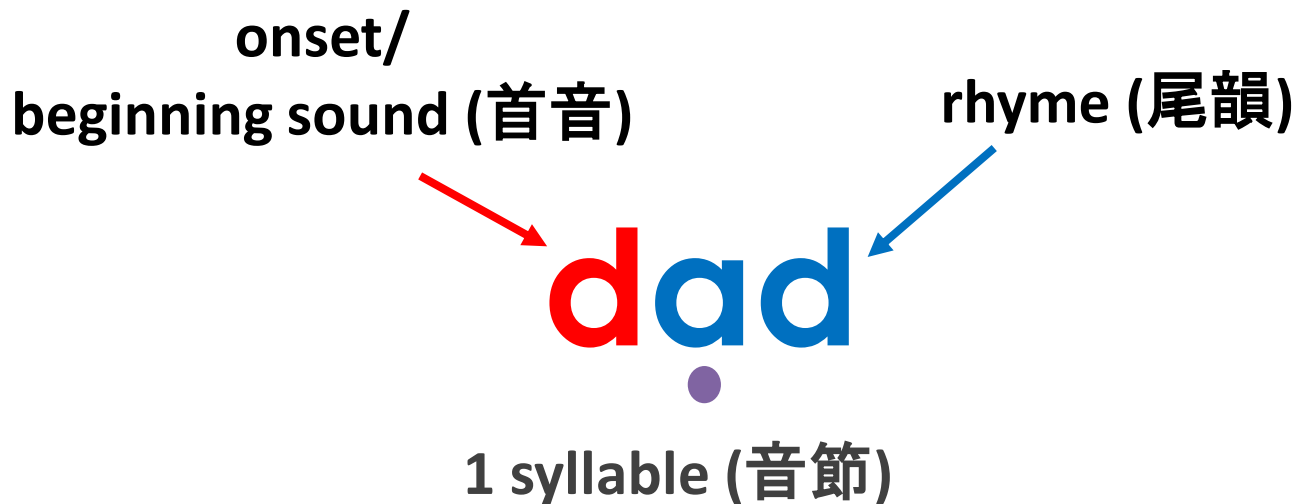 onset/
beginning sound (首音)
rhyme (尾韻)
dad
1 syllable (音節)